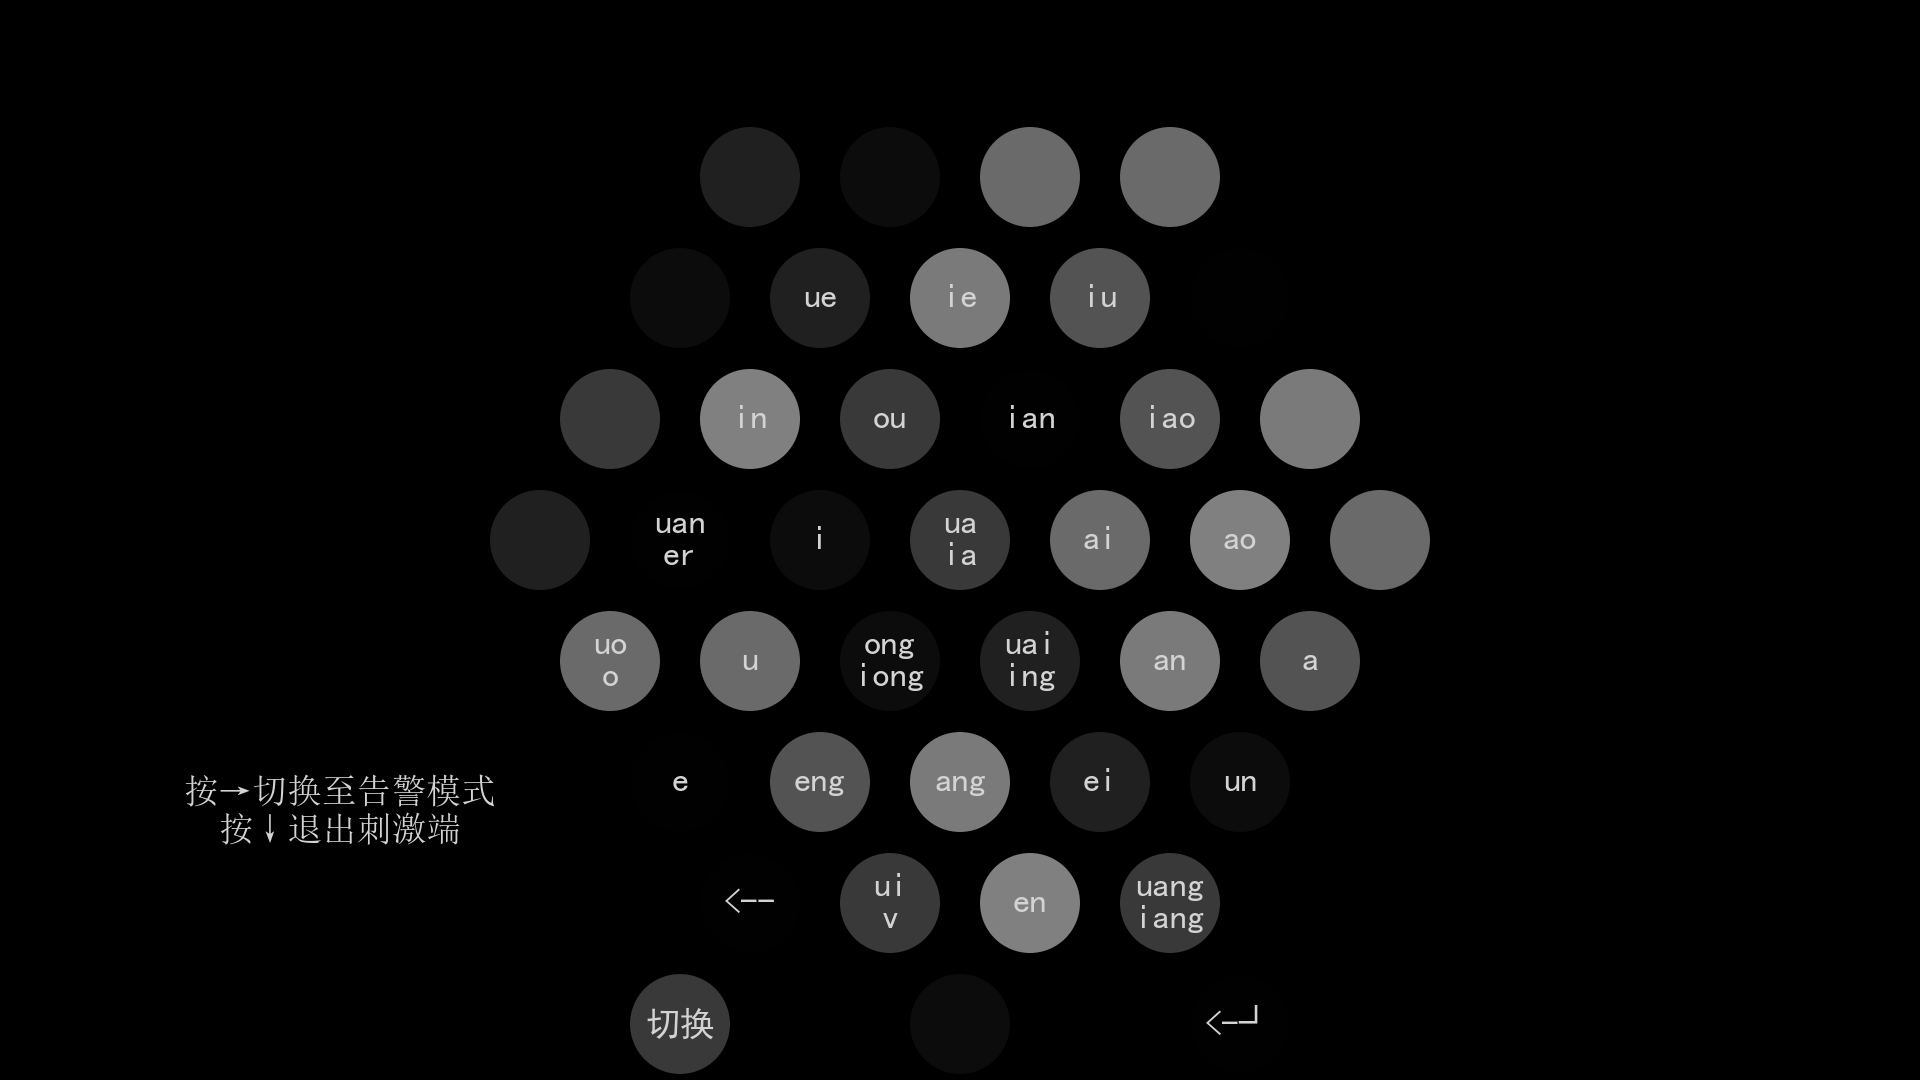 ue
ie
iu
in
ou
ian
iao
uan
er
i
ua
ia
ai
ao
uo
o
u
ong
iong
uai
ing
an
a
e
eng
ang
ei
un
按→切换至告警模式
按↓退出刺激端
<--
ui
v
en
uang
iang
切换
<-┘